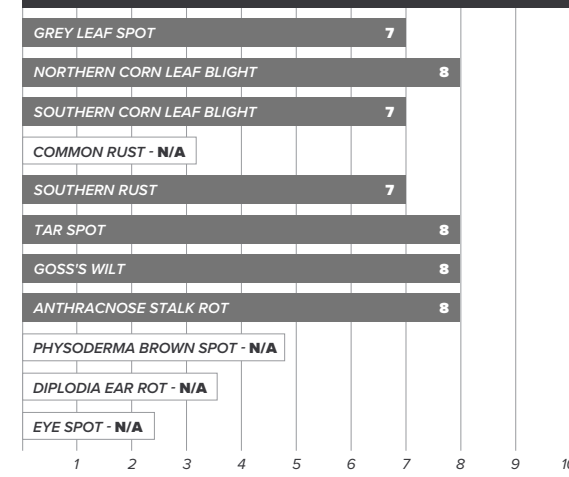 GREY LEAF SPOT 7
NORTHERN CORN LEAF BLIGHT 8
SOUTHERN CORN LEAF BLIGHT 7
COMMON RUST - N/A
SOUTHERN RUST 7
TAR SPOT 8
GOSS'S WILT 8
ANTHRACNOSE STALK ROT 8
PHYSODERMA BROWN SPOT - N/A
DIPLODIA EAR ROT - N/A
EYE SPOT - N/A
1 2 3 4 5 6 7 8 9 10